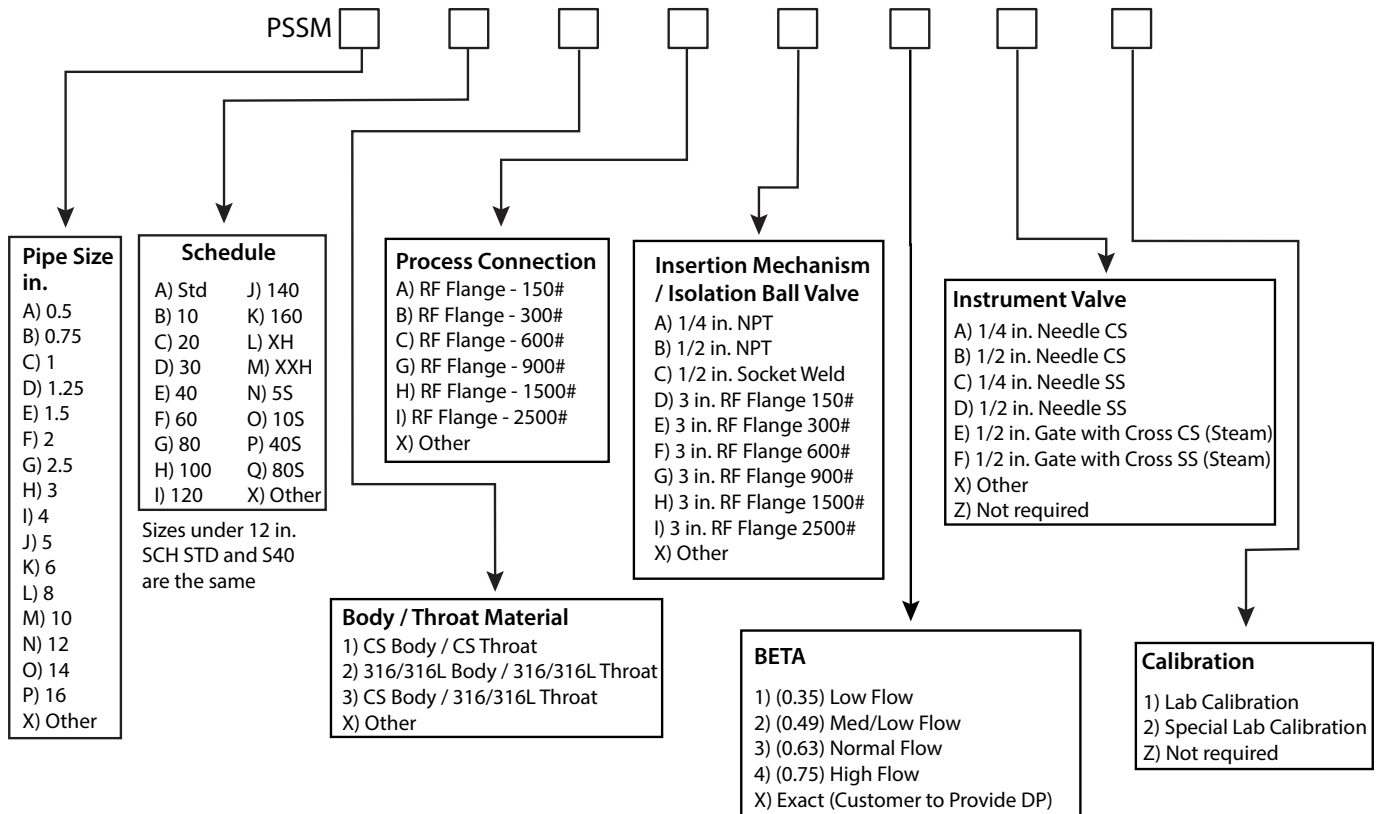 PSSM
Pipe Size
in.
A) 0.5
B) 0.75
C) 1
D) 1.25
E) 1.5
F) 2
G) 2.5
H) 3
I) 4
J) 5
K) 6
L) 8
M) 10
N) 12
O) 14
P) 16
X) Other
Schedule
A) Std
B) 10
C) 20
D) 30
E) 40
F) 60
G) 80
H) 100
I) 120
J) 140
K) 160
L) XH
M) XXH
N) 5S
O) 10S
P) 40S
Q) 80S
X) Other
Sizes under 12 in.
SCH STD and S40
are the same
Body / Throat Material
1) CS Body / CS Throat
2) 316/316L Body / 316/316L Throat
3) CS Body / 316/316L Throat
X) Other
Process Connection
A) RF Flange - 150#
B) RF Flange - 300#
C) RF Flange - 600#
G) RF Flange - 900#
H) RF Flange - 1500#
I) RF Flange - 2500#
X) Other
Insertion Mechanism
/ Isolation Ball Valve
A) 1/4 in. NPT
B) 1/2 in. NPT
C) 1/2 in. Socket Weld
D) 3 in. RF Flange 150#
E) 3 in. RF Flange 300#
F) 3 in. RF Flange 600#
G) 3 in. RF Flange 900#
H) 3 in. RF Flange 1500#
I) 3 in. RF Flange 2500#
X) Other
BETA
1) (0.35) Low Flow
2) (0.49) Med/Low Flow
3) (0.63) Normal Flow
4) (0.75) High Flow
X) Exact (Customer to Provide DP)
Instrument Valve
A) 1/4 in. Needle CS
B) 1/2 in. Needle CS
C) 1/4 in. Needle SS
D) 1/2 in. Needle SS
E) 1/2 in. Gate with Cross CS (Steam)
F) 1/2 in. Gate with Cross SS (Steam)
X) Other
Z) Not required
Calibration
1) Lab Calibration
2) Special Lab Calibration
Z) Not required